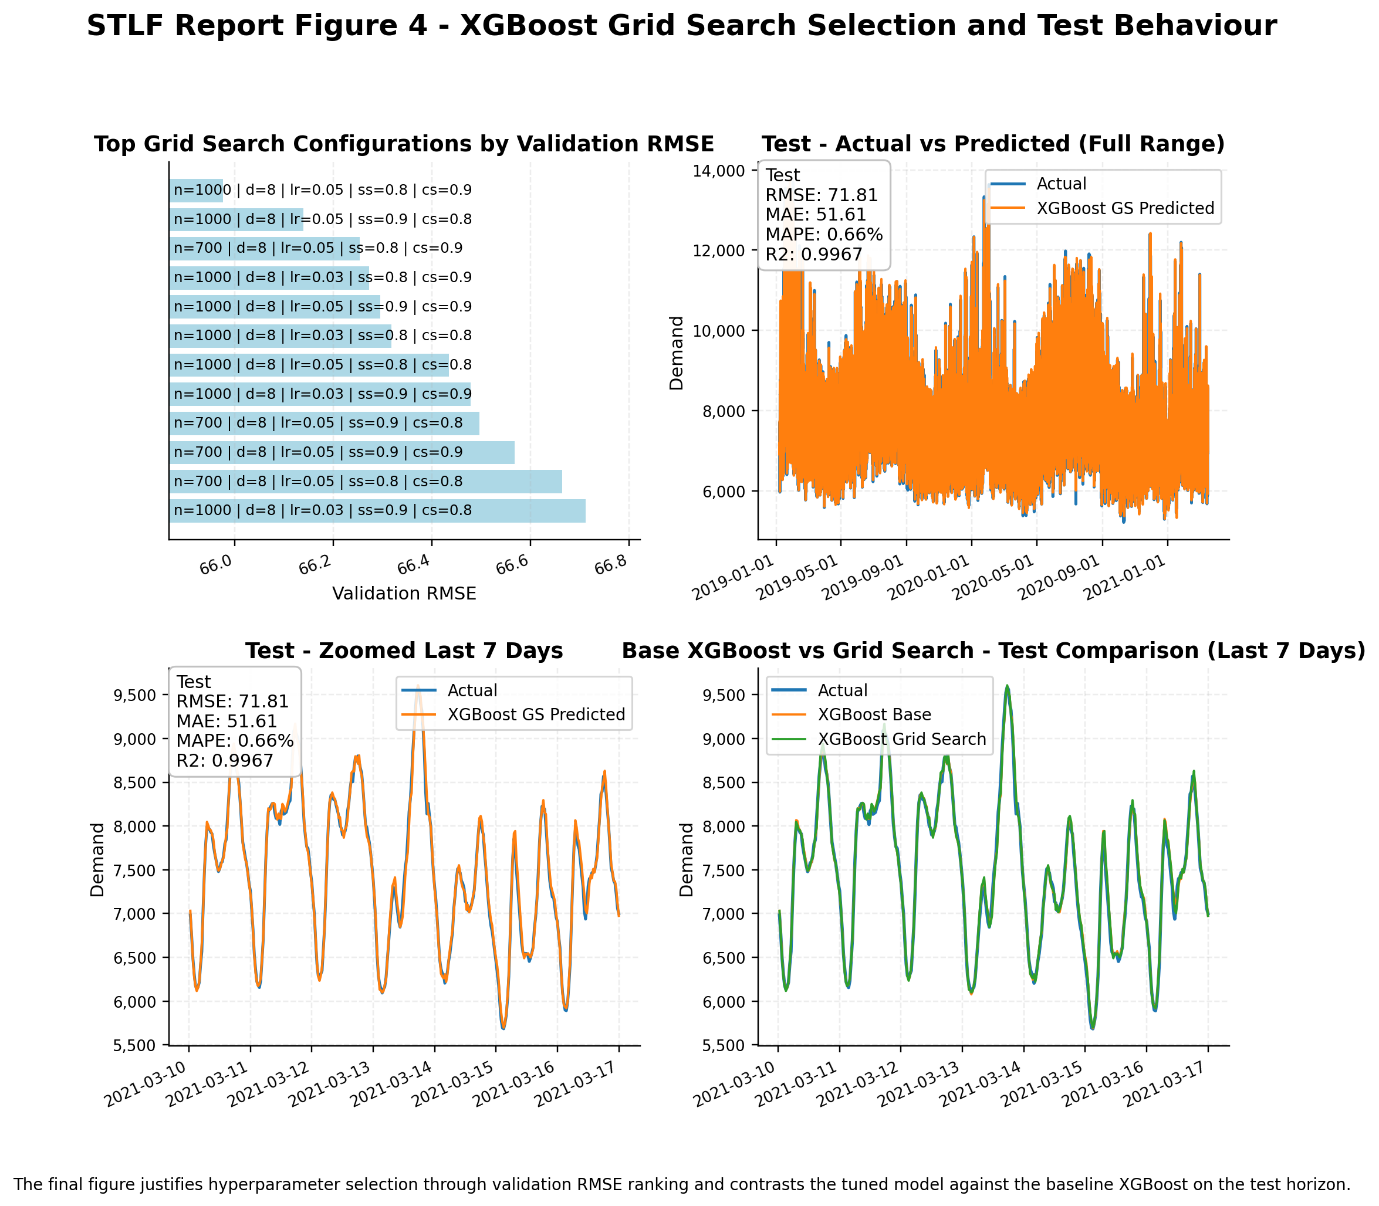 STLF Report Figure 4 - XGBoost Grid Search Selection and Test Behaviour
Top Grid Search Configurations by Validation RMSE
n=1000 | d=8 | lr=0.05 | ss=0.8 | cs=0.9
n=1000 | d=8 | lr=0.05 | ss=0.9 | cs=0.8
n=700 | d=8 | lr=0.05 | ss=0.8 | cs=0.9
n=1000 | d=8 | lr=0.03 | ss=0.8 | cs=0.9
n=1000 | d=8 | lr=0.05 | ss=0.9 | cs=0.9
n=1000 | d=8 | lr=0.03 | ss=0.8 | cs=0.8
n=1000 | d=8 | lr=0.05 | ss=0.8 | cs=0.8
n=1000 | d=8 | lr=0.03 | ss=0.9 | cs=0.9
n=700 | d=8 | lr=0.05 | ss=0.9 | cs=0.8
n=700 | d=8 | lr=0.05 | ss=0.9 | cs=0.9
n=700 | d=8 | lr=0.05 | ss=0.8 | cs=0.8
n=1000 | d=8 | lr=0.03 | ss=0.9 | cs=0.8
66.0 66.2 66.4 66.6 66.8
Validation RMSE
Test - Actual vs Predicted (Full Range)
Test
RMSE: 71.81
MAE: 51.61
MAPE: 0.66%
R2: 0.9967
Actual
XGBoost GS Predicted
Demand
14,000
12,000
10,000
8,000
6,000
2019-01-01 2019-05-01 2019-09-01 2020-01-01 2020-05-01 2020-09-01 2021-01-01
Test - Zoomed Last 7 Days
Test
RMSE: 71.81
MAE: 51.61
MAPE: 0.66%
R2: 0.9967
Actual
XGBoost GS Predicted
Demand
9,500
9,000
8,500
8,000
7,500
7,000
6,500
6,000
5,500
2021-03-10 2021-03-11 2021-03-12 2021-03-13 2021-03-14 2021-03-15 2021-03-16 2021-03-17
Base XGBoost vs Grid Search - Test Comparison (Last 7 Days)
Actual
XGBoost Base
XGBoost Grid Search
Demand
9,500
9,000
8,500
8,000
7,500
7,000
6,500
6,000
5,500
2021-03-10 2021-03-11 2021-03-12 2021-03-13 2021-03-14 2021-03-15 2021-03-16 2021-03-17
The final figure justifies hyperparameter selection through validation RMSE ranking and contrasts the tuned model against the baseline XGBoost on the test horizon.